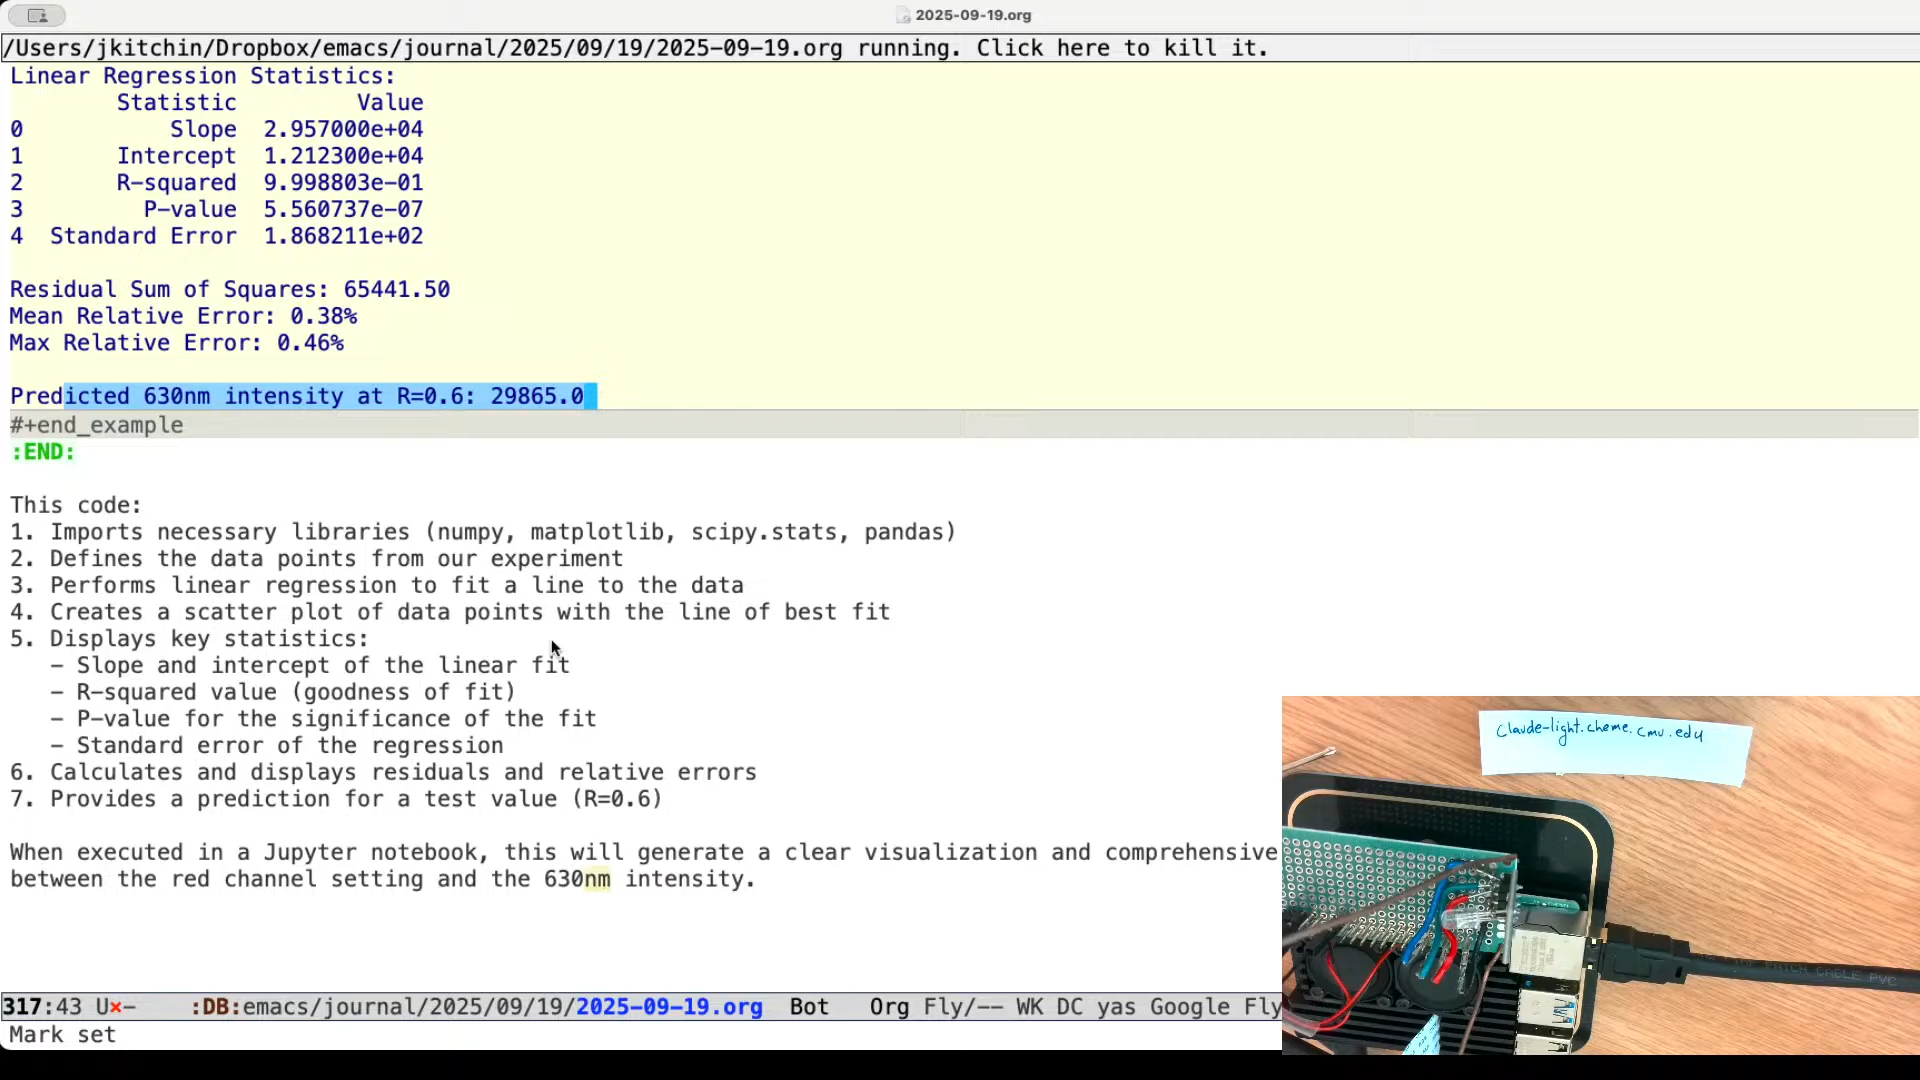 2025-09-19.org
/Users/jkitchin/Dropbox/emacs/journal/2025/09/19/2025-09-19.org running. Click here to kill it.
Linear Regression Statistics:
Statistic Value
0 Slope 2.957000e+04
1 Intercept 1.212300e+04
2 R-squared 9.998803e-01
3 P-value 5.560737e-07
4 Standard Error 1.868211e+02
Residual Sum of Squares: 65441.50
Mean Relative Error: 0.38%
Max Relative Error: 0.46%
Predicted 630nm intensity at R=0.6: 29865.0
#+end_example
:END:
This code:
1. Imports necessary libraries (numpy, matplotlib, scipy.stats, pandas)
2. Defines the data points from our experiment
3. Performs linear regression to fit a line to the data
4. Creates a scatter plot of data points with the line of best fit
5. Displays key statistics:
- Slope and intercept of the linear fit
- R-squared value (goodness of fit)
- P-value for the significance of the fit
- Standard error of the regression
6. Calculates and displays residuals and relative errors
7. Provides a prediction for a test value (R=0.6)
When executed in a Jupyter notebook, this will generate a clear visualization and comprehensive
between the red channel setting and the 630nm intensity.
Claude-light.cheme.cmu.edu
PATCH CABLE PVC
317:43 U×- :DB:emacs/journal/2025/09/19/2025-09-19.org Bot Org Fly/-- WK DC yas Google Fly
Mark set